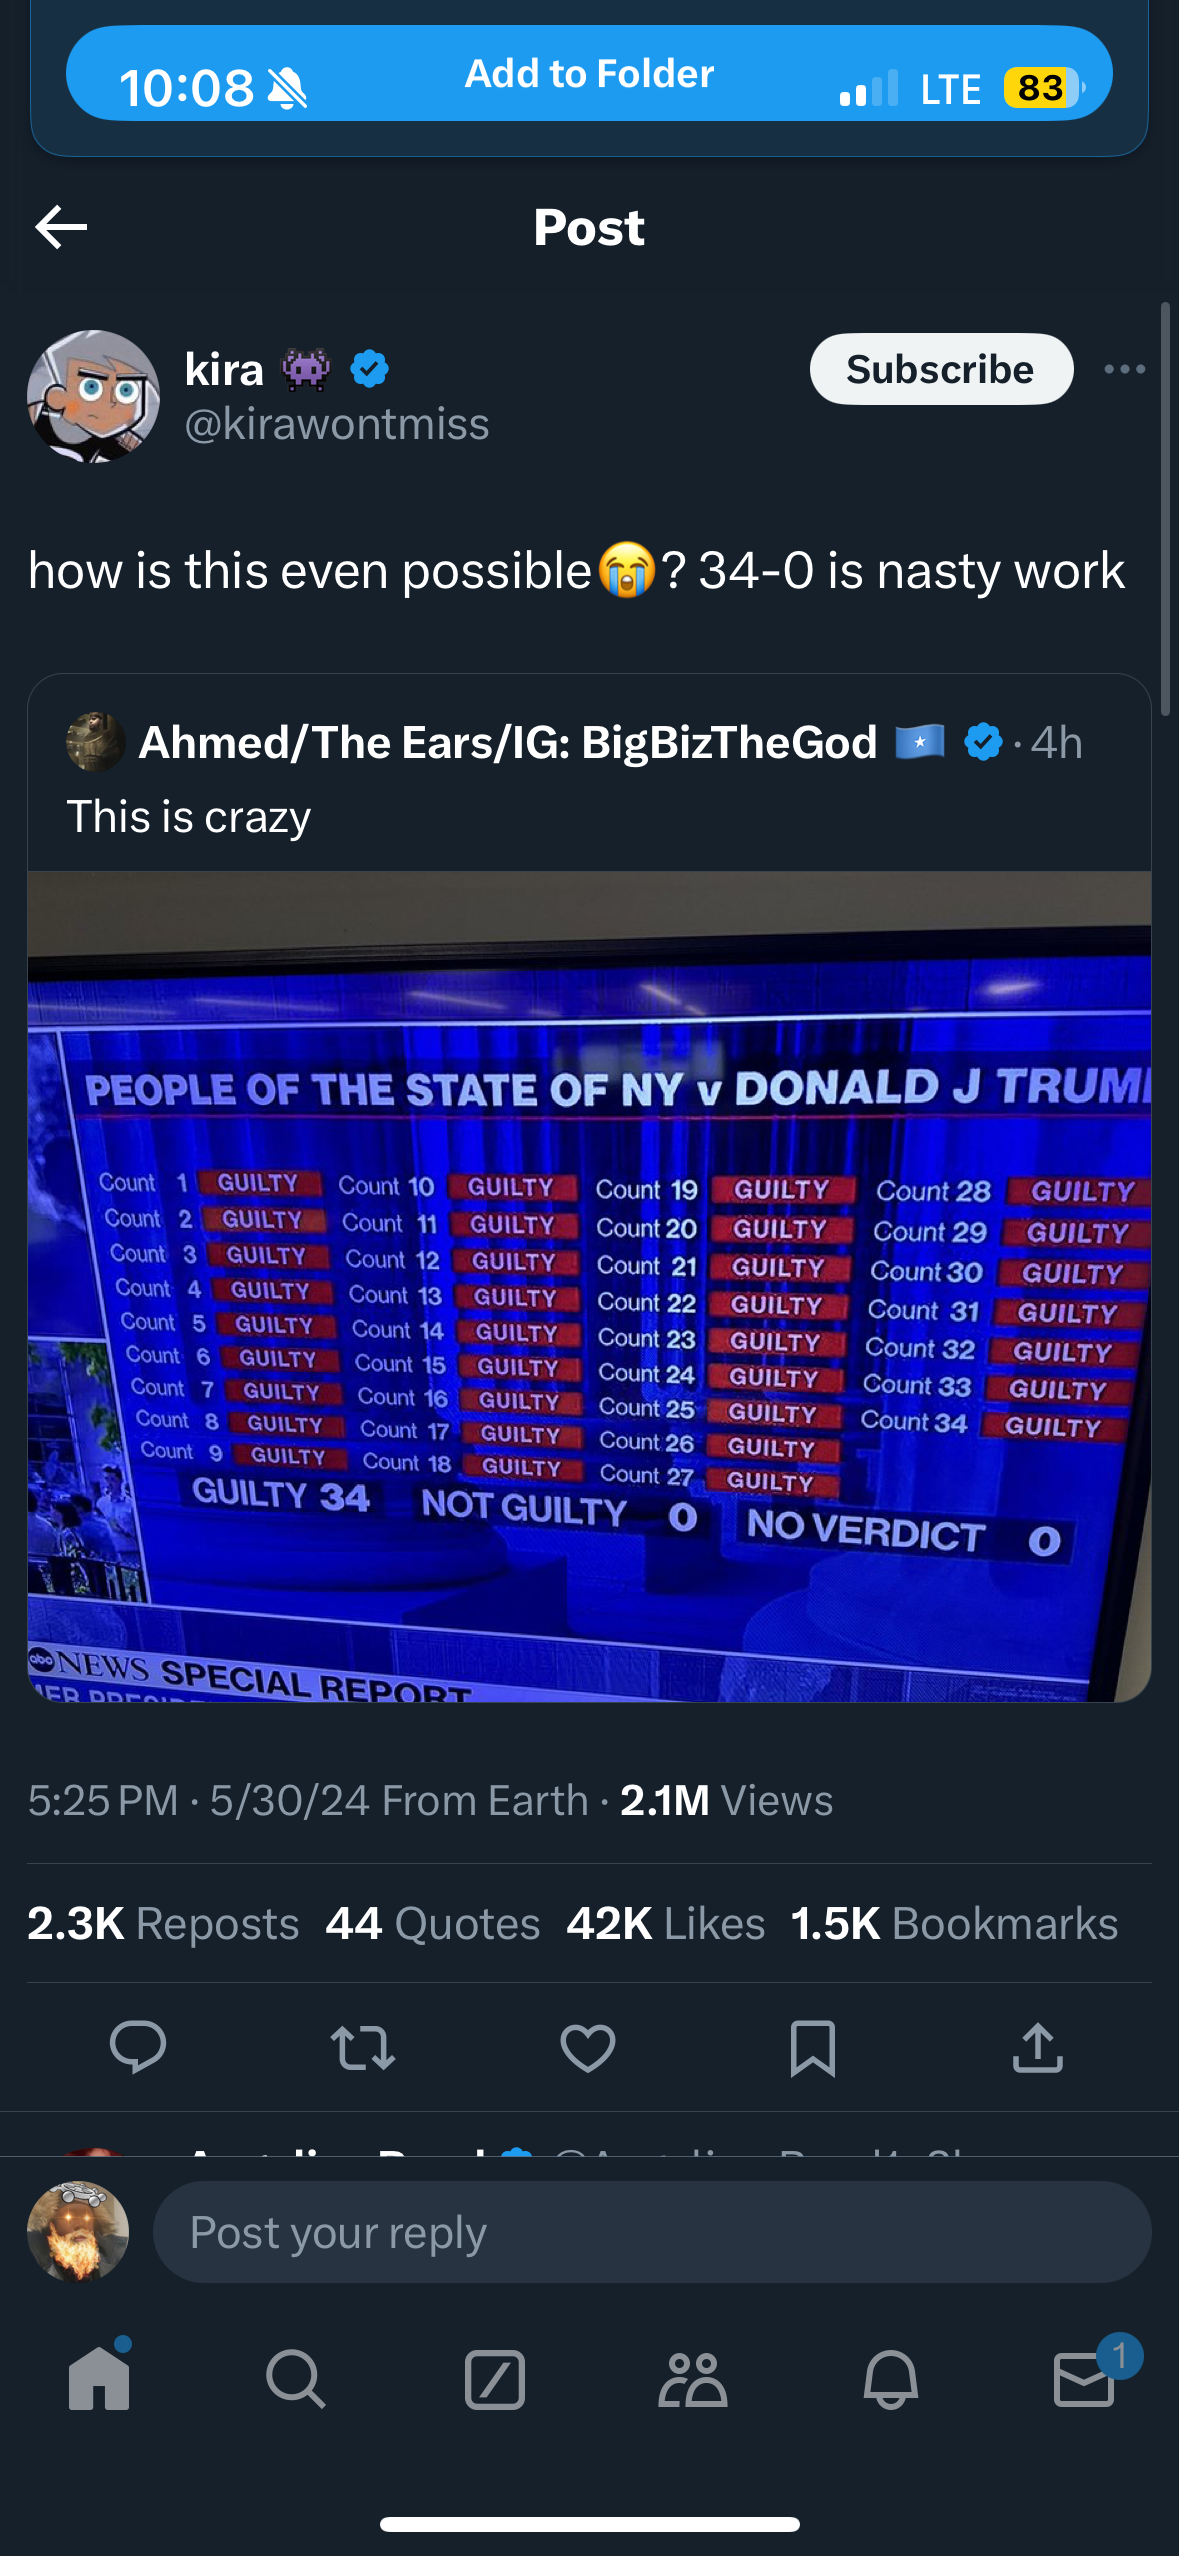 10:08
Add to Folder
LTE 83
Post
kira
@kirawontmiss
Subscribe
how is this even possible😭? 34-0 is nasty work
Ahmed/The Ears/IG: BigBizTheGod · 4h
This is crazy
PEOPLE OF THE STATE OF NY v DONALD J TRUM
Count 1 GUILTY Count 10 GUILTY Count 19 GUILTY Count 28 GUILTY
Count 2 GUILTY Count 11 GUILTY Count 20 GUILTY Count 29 GUILTY
Count 3 GUILTY Count 12 GUILTY Count 21 GUILTY Count 30 GUILTY
Count 4 GUILTY Count 13 GUILTY Count 22 GUILTY Count 31 GUILTY
Count 5 GUILTY Count 14 GUILTY Count 23 GUILTY Count 32 GUILTY
Count 6 GUILTY Count 15 GUILTY Count 24 GUILTY Count 33 GUILTY
Count 7 GUILTY Count 16 GUILTY Count 25 GUILTY Count 34 GUILTY
Count 8 GUILTY Count 17 GUILTY Count 26 GUILTY
Count 9 GUILTY Count 18 GUILTY Count 27 GUILTY
GUILTY 34 NOT GUILTY 0 NO VERDICT 0
abc NEWS SPECIAL REPORT
5:25 PM · 5/30/24 From Earth · 2.1M Views
2.3K Reposts 44 Quotes 42K Likes 1.5K Bookmarks
Post your reply
1